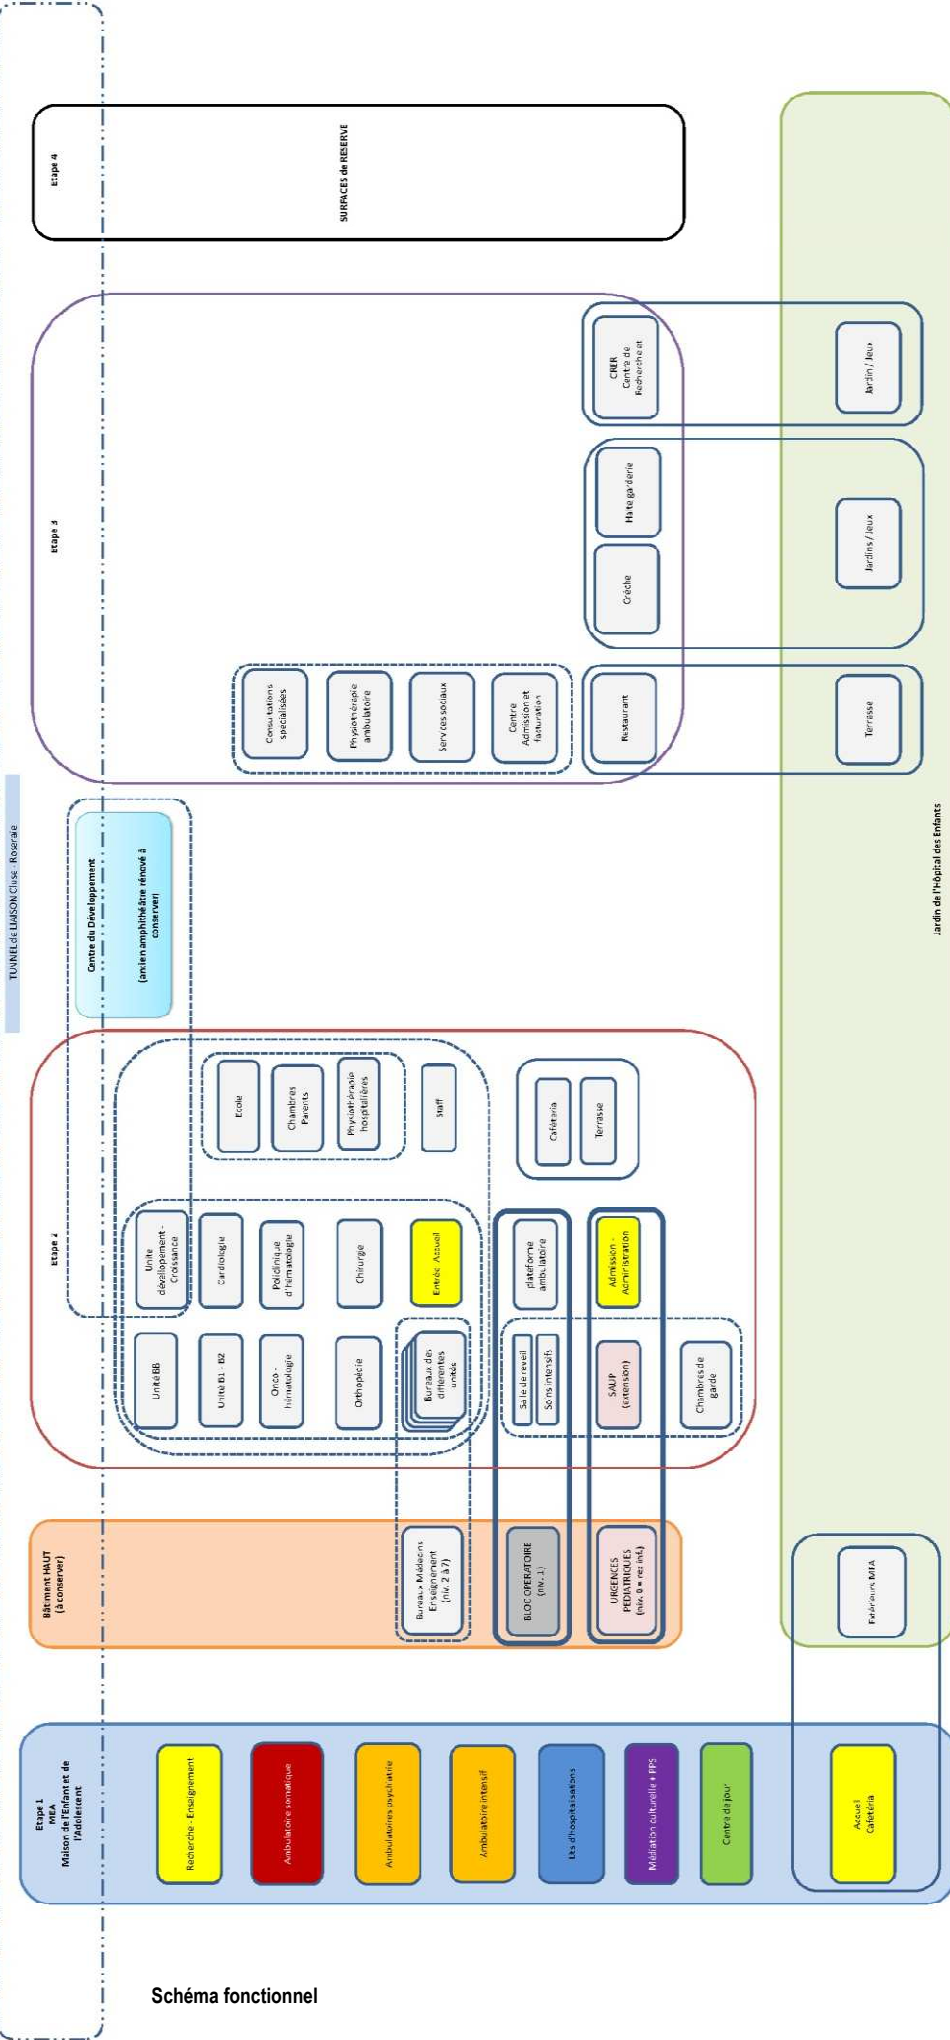 TUNNEL de LIAISON Cluse - Roseraie
Etape 1
MEA
Maison de l'Enfant et de
l'Adolescent
Recherche - Enseignement
Ambulatoire somatique
Ambulatoires psychiatrie
Ambulatoire intensif
Lits d'hospitalisations
Médiation culturelle + PPS
Centre de jour
Accueil
Cafétéria
Bâtiment HAUT
(à conserver)
Bureaux Médecins
Enseignement
(niv. 2 à 7)
BLOC OPERATOIRE
(niv. 1)
URGENCES
PEDIATRIQUES
(niv. 0 = rez inf.)
Extérieurs MEA
Etape 2
Unité BB
Unité B1 - B2
Onco -
hématologie
Orthopédie
Bureaux des
différentes
unités
Salle de reveil
Soins intensifs
SAUP
(extension)
Chambres de
garde
Unité
dévelopement -
Croissance
Cardiologie
Policlinique
d'hématologie
Chirurgie
Entrée Accueil
plateforme
ambulatoire
Admission -
Administration
Ecole
Chambres
Parents
Physiothérapie
hospitalières
Staff
Cafétéria
Terrasse
Centre du Développement
(ancien amphithéâtre rénové à
conserver)
Etape 3
Consultations
spécialisées
Physiothérapie
ambulatoire
Services sociaux
Centre
Admission et
facturation
Restaurant
Terrasse
Crèche
Halte garderie
Jardins / Jeux
CRER
Centre de
Recherche et
Jardin / Jeux
Etape 4
SURFACES de RESERVE
Jardin de l'Hôpital des Enfants
Schéma fonctionnel